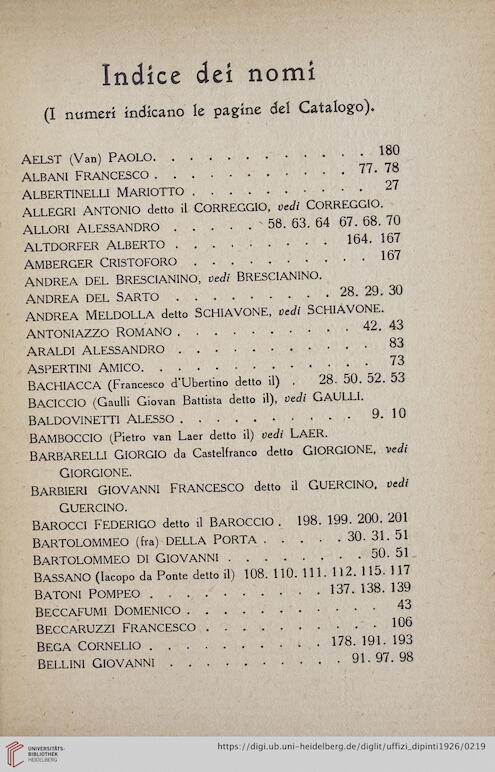 Indice dei nomi
(I numeri indicano le pagine del Catalogo).
AELST (Van) PAOLO. . . . . . . . . . . . 180
ALBANI FRANCESCO . . . . . . . . . . . 77. 78
ALBERTINELLI MARIOTTO . . . . . . . . . 27
ALLEGRI ANTONIO detto il CORREGGIO, vedi CORREGGIO.
ALLORI ALESSANDRO . . . . . 58. 63. 64 67. 68. 70
ALTDORFER ALBERTO . . . . . . . . . 164. 167
AMBERGER CRISTOFORO . . . . . . . . . 167
ANDREA DEL BRESCIANINO, vedi BRESCIANINO.
ANDREA DEL SARTO . . . . . . . . 28. 29. 30
ANDREA MELDOLLA detto SCHIAVONE, vedi SCHIAVONE.
ANTONIAZZO ROMANO . . . . . . . . . . 42. 43
ARALDI ALESSANDRO . . . . . . . . . . . 83
ASPERTINI AMICO. . . . . . . . . . . . 73
BACHIACCA (Francesco d'Ubertino detto il) . 28. 50. 52. 53
BACICCIO (Gaulli Giovan Battista detto il), vedi GAULLI.
BALDOVINETTI ALESSO . . . . . . . . . . 9. 10
BAMBOCCIO (Pietro van Laer detto il) vedi LAER.
BARBARELLI GIORGIO da Castelfranco detto GIORGIONE, vedi
GIORGIONE.
BARBIERI GIOVANNI FRANCESCO detto il GUERCINO, vedi
GUERCINO.
BAROCCI FEDERIGO detto il BAROCCIO . 198. 199. 200. 201
BARTOLOMMEO (fra) DELLA PORTA . . . . . 30. 31. 51
BARTOLOMMEO DI GIOVANNI . . . . . . . . 50. 51
BASSANO (Iacopo da Ponte detto il) 108. 110. 111. 112. 115. 117
BATONI POMPEO . . . . . . . . . 137. 138. 139
BECCAFUMI DOMENICO . . . . . . . . . . . 43
BECCARUZZI FRANCESCO . . . . . . . . . . 106
BEGA CORNELIO . . . . . . . . . 178. 191. 193
BELLINI GIOVANNI . . . . . . . . . . 91. 97. 98
UNIVERSITÄTS-
BIBLIOTHEK
HEIDELBERG
https://digi.ub.uni-heidelberg.de/diglit/uffizi_dipinti1926/0219